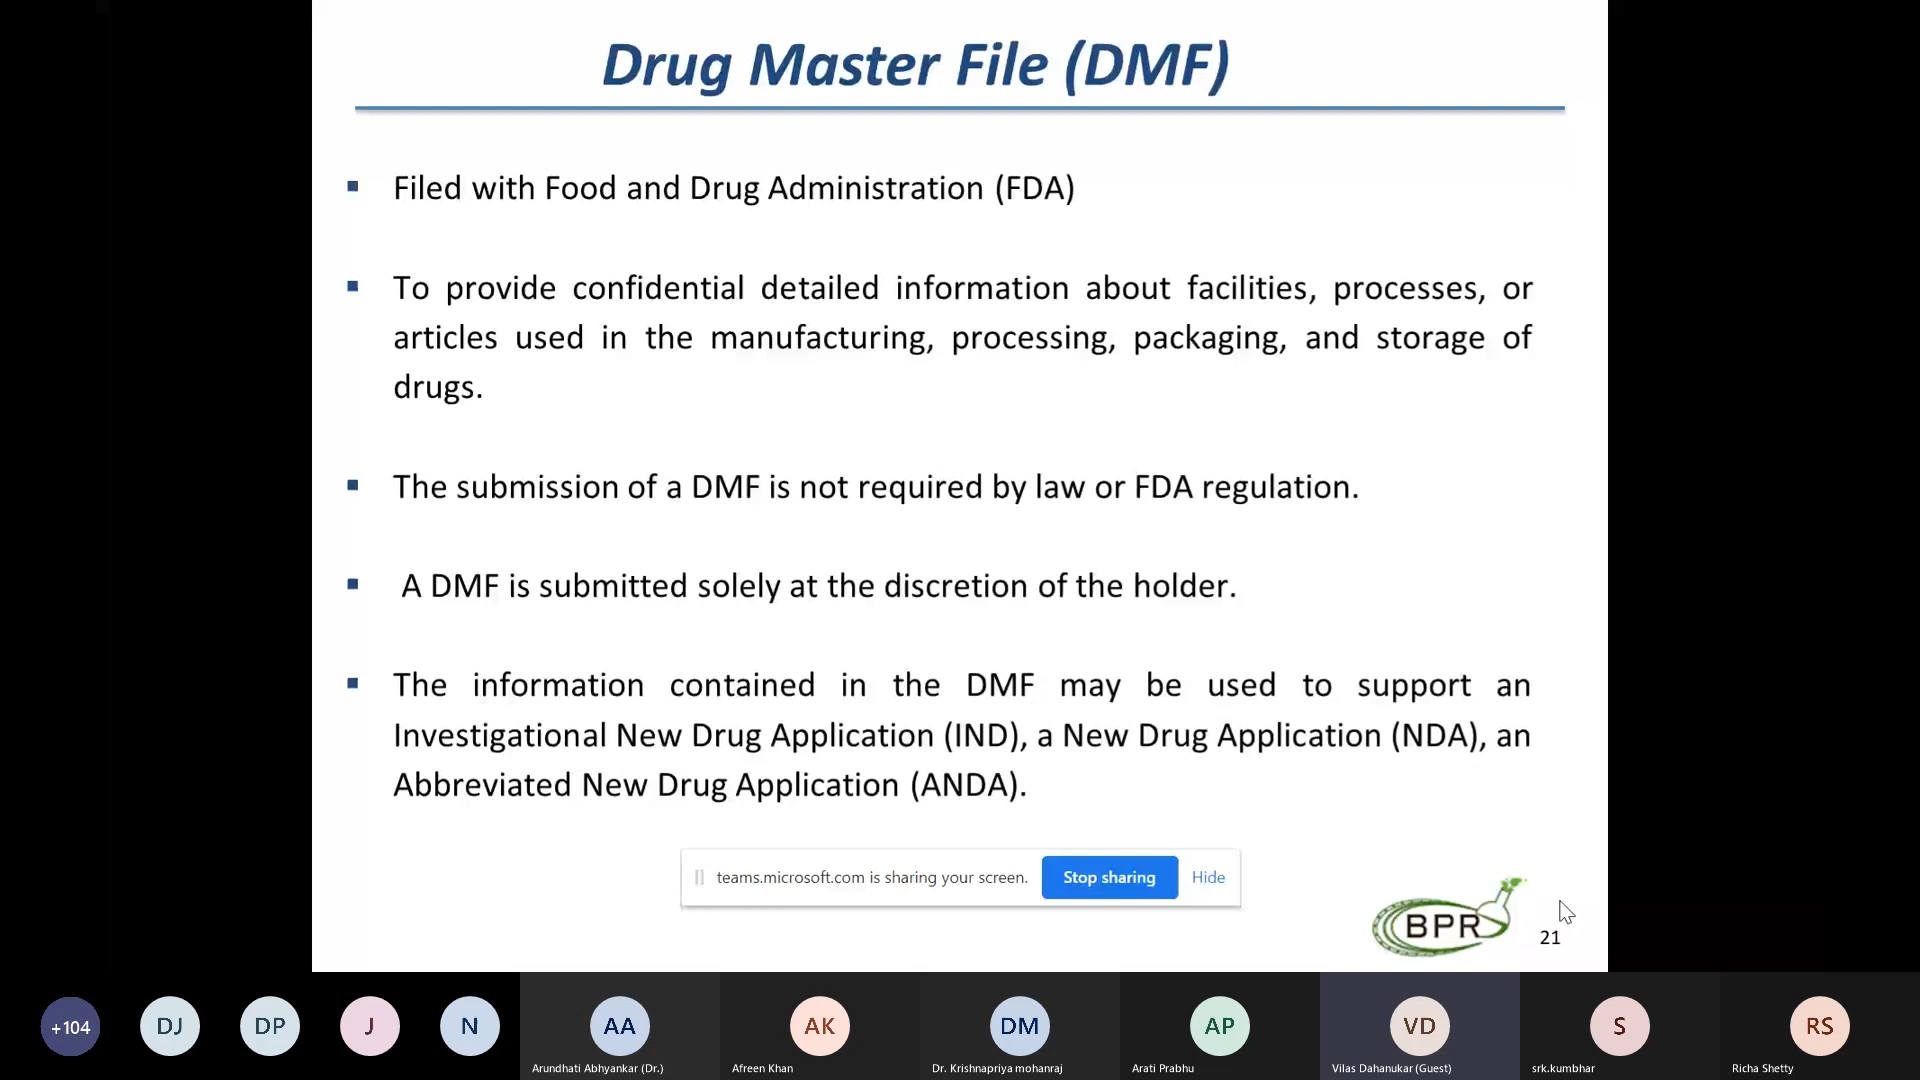 Drug Master File (DMF)
▪ Filed with Food and Drug Administration (FDA)
▪ To provide confidential detailed information about facilities, processes, or
articles used in the manufacturing, processing, packaging, and storage of
drugs.
▪ The submission of a DMF is not required by law or FDA regulation.
▪ A DMF is submitted solely at the discretion of the holder.
▪ The information contained in the DMF may be used to support an
Investigational New Drug Application (IND), a New Drug Application (NDA), an
Abbreviated New Drug Application (ANDA).
teams.microsoft.com is sharing your screen. Stop sharing Hide
BPR
21
+104 DJ DP J N AA AK DM AP VD S RS
Arundhati Abhyankar (Dr.) Afreen Khan Dr. Krishnapriya mohanraj Arati Prabhu Vilas Dahanukar (Guest) srk.kumbhar Richa Shetty